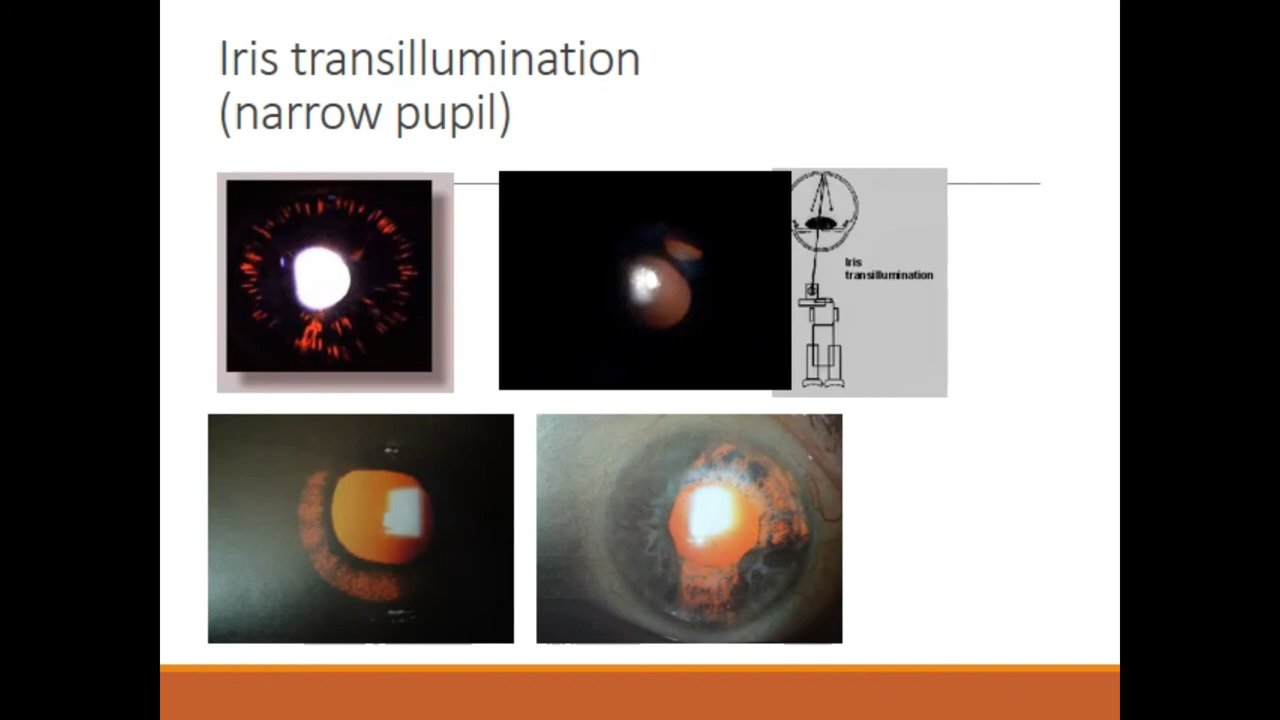 Iris transillumination
(narrow pupil)
Iris
transillumination